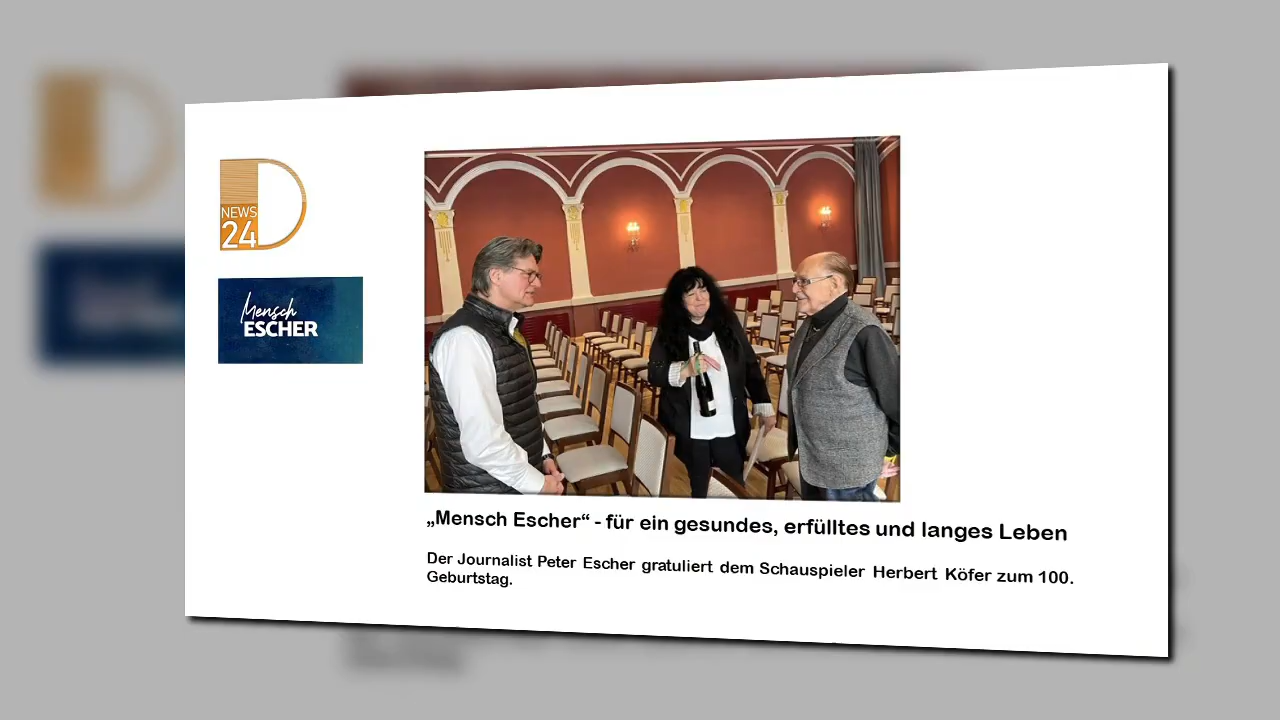 NEWS
24
Mensch
ESCHER
„Mensch Escher“ - für ein gesundes, erfülltes und langes Leben
Der Journalist Peter Escher gratuliert dem Schauspieler Herbert Köfer zum 100.
Geburtstag.